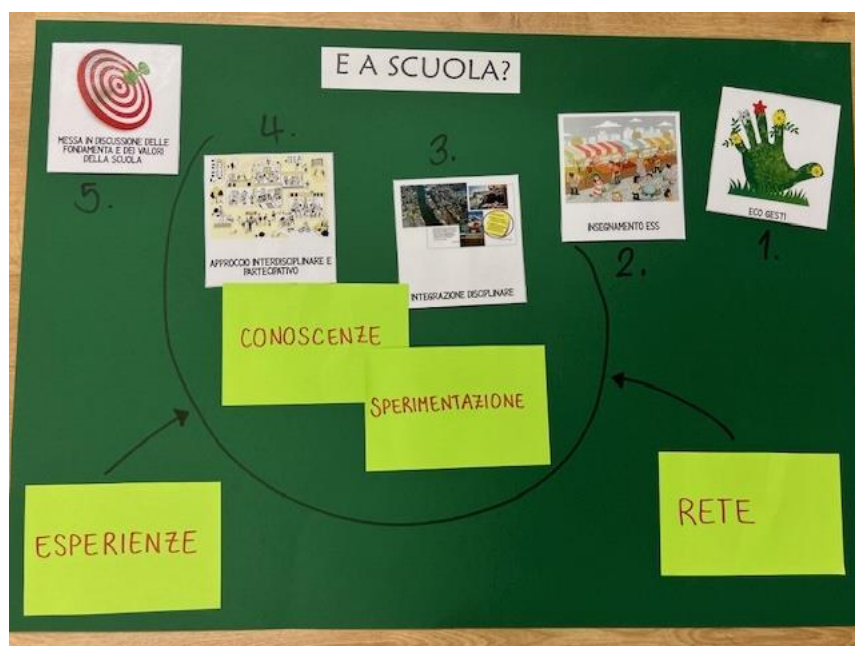 E A SCUOLA?
MESSA IN DISCUSSIONE DELLE
FONDAMENTA E DEI VALORI
DELLA SCUOLA
5.
4.
APPROCCIO INTERDISCIPLINARE E
PARTECIPATIVO
3.
INTEGRAZIONE DISCIPLINARE
INSEGNAMENTO ESS
2.
ECO GESTI
1.
CONOSCENZE
SPERIMENTAZIONE
ESPERIENZE
RETE